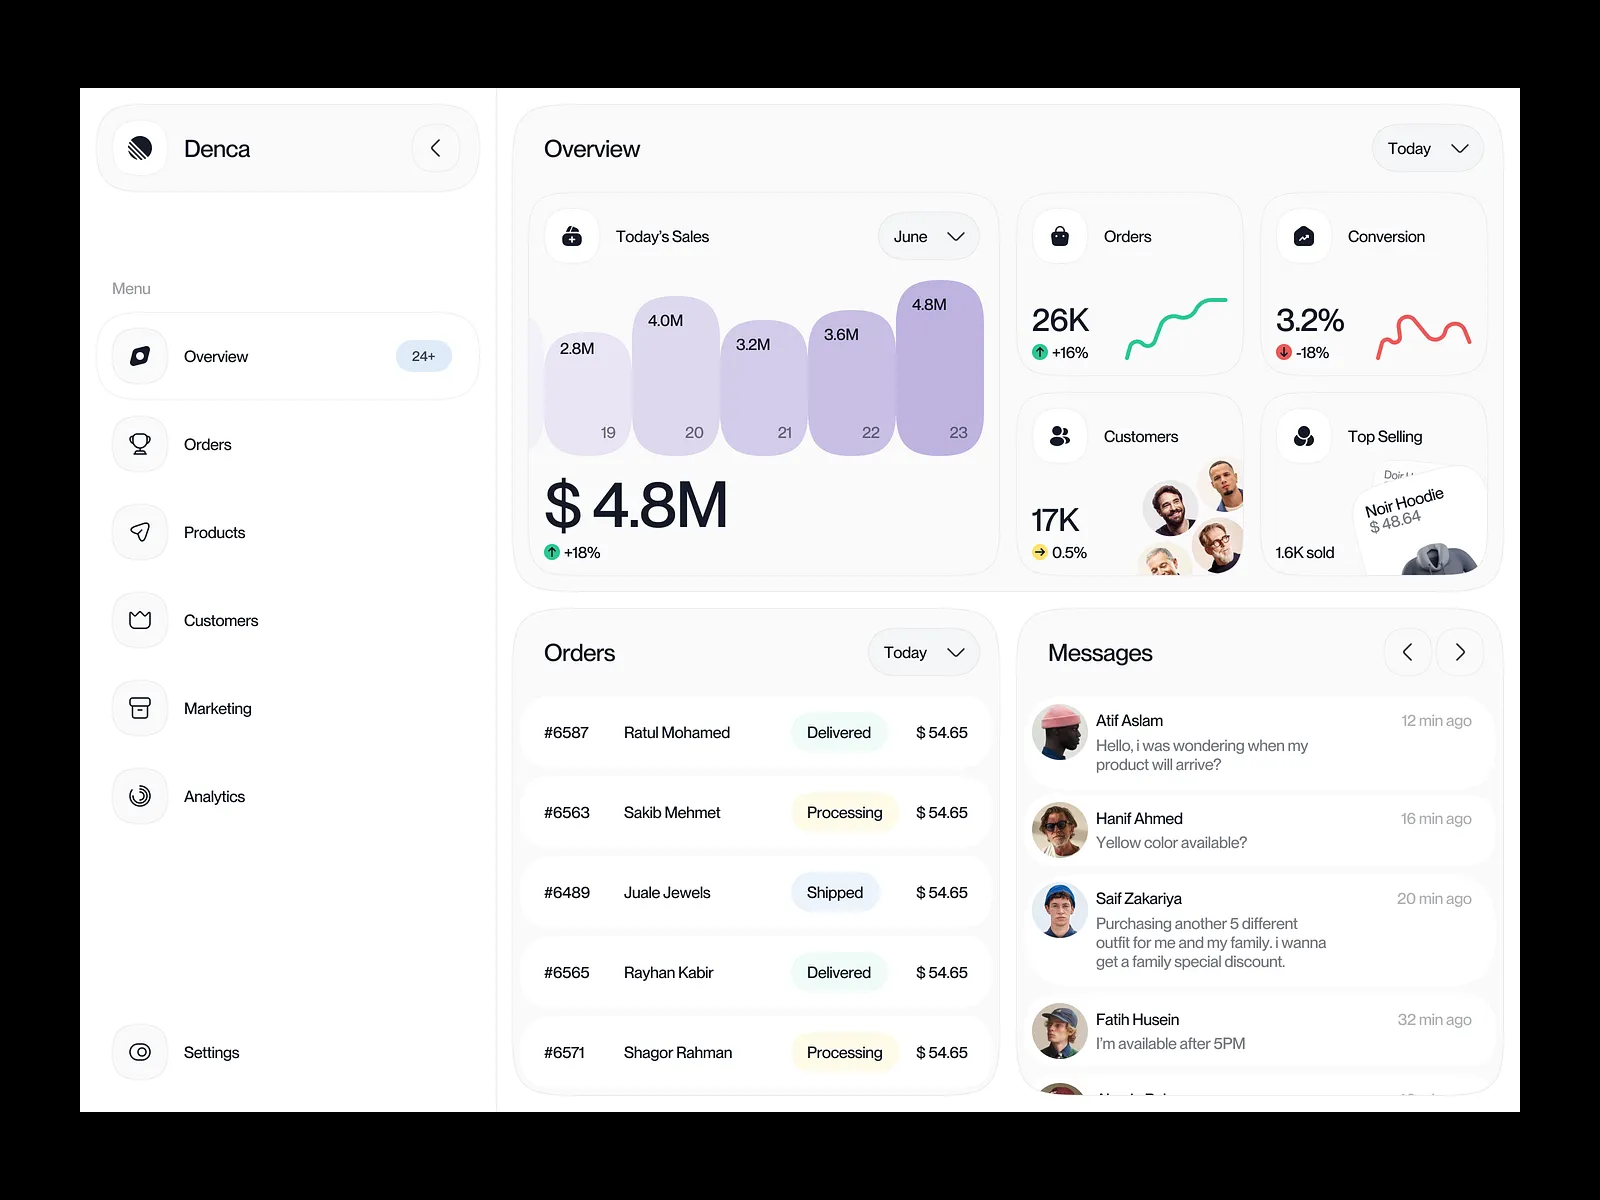 Denca
Menu
Overview
24+
Orders
Products
Customers
Marketing
Analytics
Settings
Overview
Today
Today's Sales
June
2.8M
4.0M
3.2M
3.6M
4.8M
19
20
21
22
23
$ 4.8M
+18%
Orders
26K
+16%
Conversion
3.2%
-18%
Customers
17K
0.5%
Top Selling
Noir Hoodie
$ 48.64
1.6K sold
Orders
Today
#6587 Ratul Mohamed Delivered $ 54.65
#6563 Sakib Mehmet Processing $ 54.65
#6489 Juale Jewels Shipped $ 54.65
#6565 Rayhan Kabir Delivered $ 54.65
#6571 Shagor Rahman Processing $ 54.65
Messages
Atif Aslam 12 min ago
Hello, i was wondering when my
product will arrive?
Hanif Ahmed 16 min ago
Yellow color available?
Saif Zakariya 20 min ago
Purchasing another 5 different
outfit for me and my family. i wanna
get a family special discount.
Fatih Husein 32 min ago
I'm available after 5PM